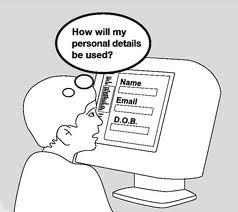 How will my
personal details
be used?
Name
Email
D.O.B.